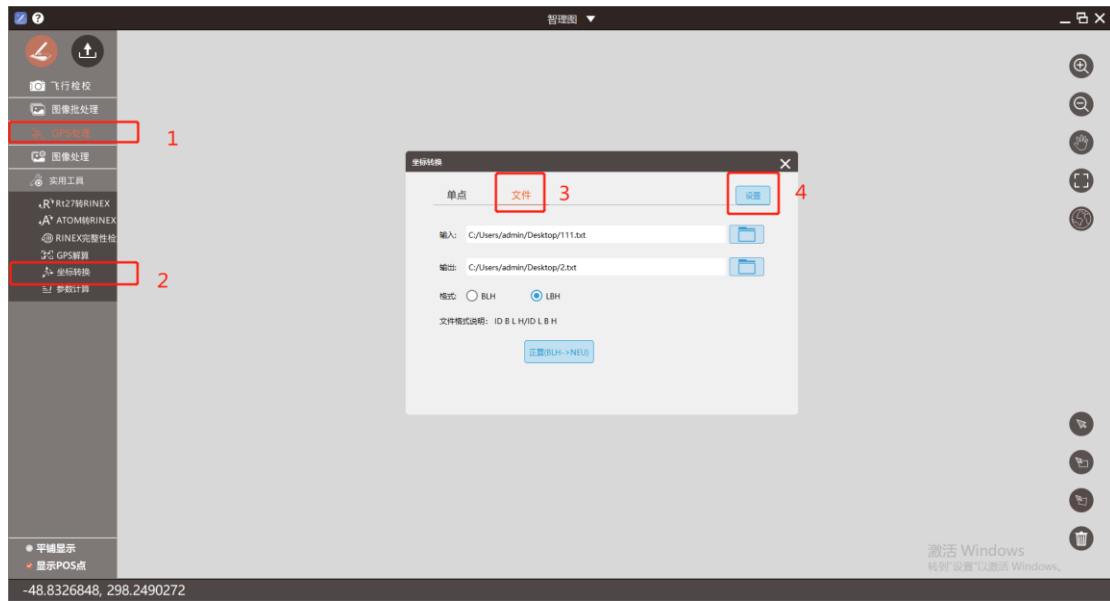 智理图 ▼
飞行检校
图像批处理
GPS处理
1
图像处理
实用工具
Rt27转RINEX
ATOM转RINEX
RINEX完整性检
GPS解算
坐标转换
2
参数计算
坐标转换
单点
文件
3
设置
4
输入: C:/Users/admin/Desktop/111.txt
输出: C:/Users/admin/Desktop/2.txt
格式: BLH LBH
文件格式说明: ID B L H/ID L B H
正算(BLH->NEU)
平铺显示
显示POS点
激活 Windows
转到"设置"以激活 Windows。
-48.8326848, 298.2490272